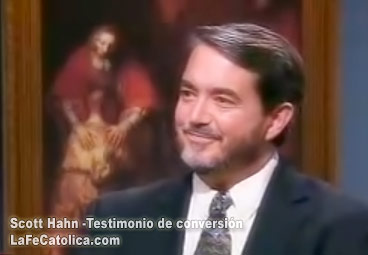 Scott Hahn -Testimonio de conversión
LaFeCatolica.com